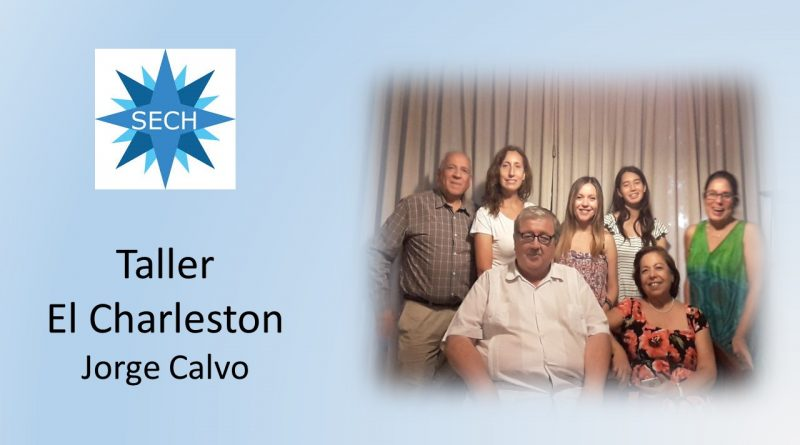 SECH
Taller
El Charleston
Jorge Calvo